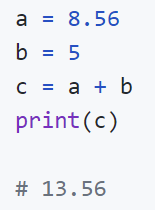 a = 8.56
b = 5
c = a + b
print(c)
# 13.56